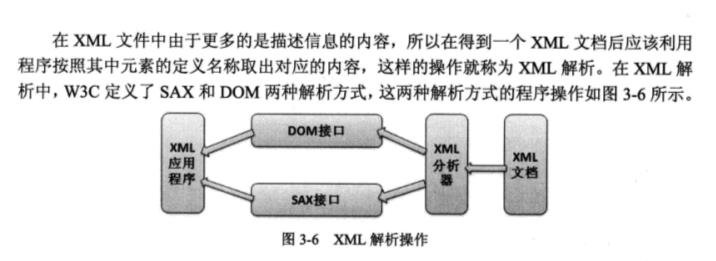 在 XML 文件中由于更多的是描述信息的内容，所以在得到一个 XML 文档后应该利用
程序按照其中元素的定义名称取出对应的内容，这样的操作就称为 XML 解析。在 XML 解
析中，W3C 定义了 SAX 和 DOM 两种解析方式，这两种解析方式的程序操作如图 3-6 所示。
DOM接口
XML
应用
程序
XML
分析
器
XML
文档
SAX接口
图 3-6 XML 解析操作